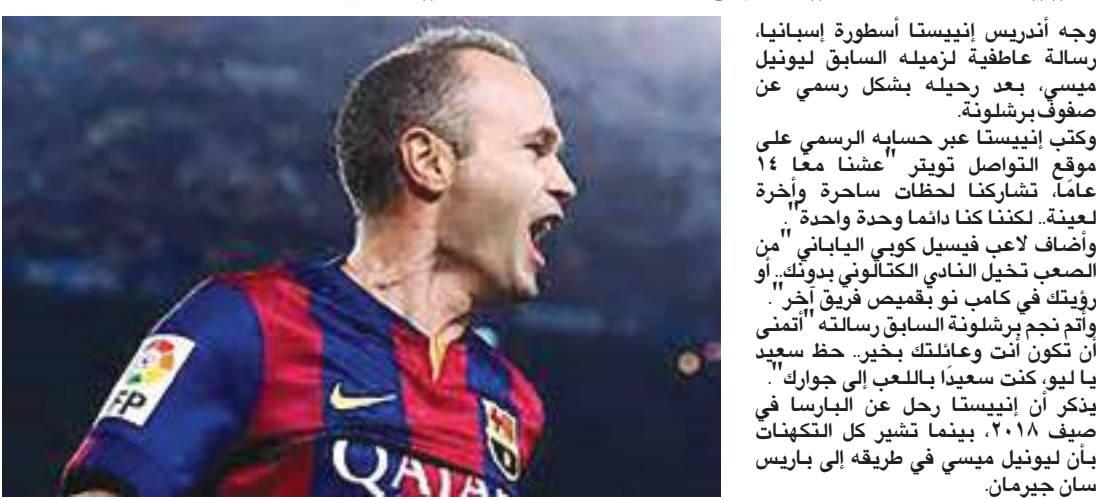 وجه أندريس إنييستا أسطورة إسبانيا،
رسالة عاطفية لزميله السابق ليونيل
ميسي، بعد رحيله بشكل رسمي عن
صفوف برشلونة.
وكتب إنييستا عبر حسابه الرسمي على
موقع التواصل تويتر "عشنا معًا ١٤
عامًا، تشاركنا لحظات ساحرة وأخرة
لعينة.. لكننا كنا دائما وحدة واحدة".
وأضاف لاعب فيسيل كوبي الياباني "من
الصعب تخيل النادي الكتالوني بدونك.. أو
رؤيتك في كامب نو بقميص فريق آخر".
وأتم نجم برشلونة السابق رسالته "أتمنى
أن تكون أنت وعائلتك بخير.. حظ سعيد
يا ليو، كنت سعيدًا باللعب إلى جوارك".
يذكر أن إنييستا رحل عن البارسا في
صيف ٢٠١٨، بينما تشير كل التكهنات
بأن ليونيل ميسي في طريقه إلى باريس
سان جيرمان.
FP
QATAR